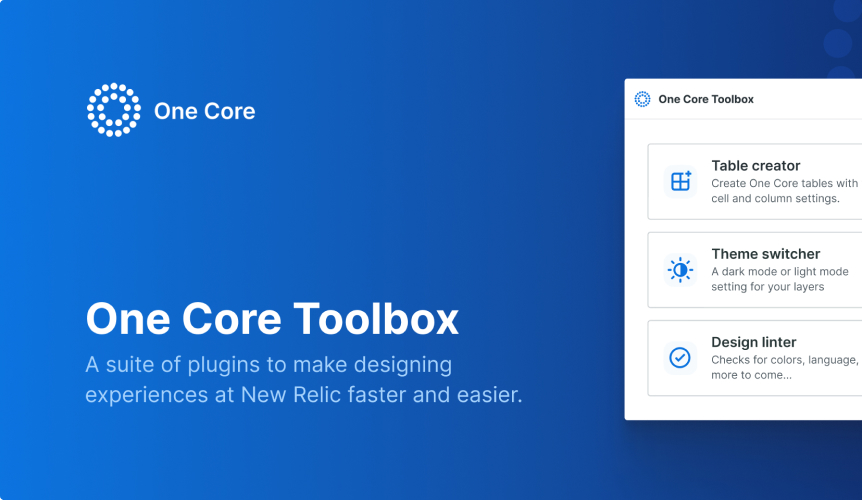 One Core
One Core Toolbox
A suite of plugins to make designing
experiences at New Relic faster and easier.
One Core Toolbox
Table creator
Create One Core tables with
cell and column settings.
Theme switcher
A dark mode or light mode
setting for your layers
Design linter
Checks for colors, language,
more to come...